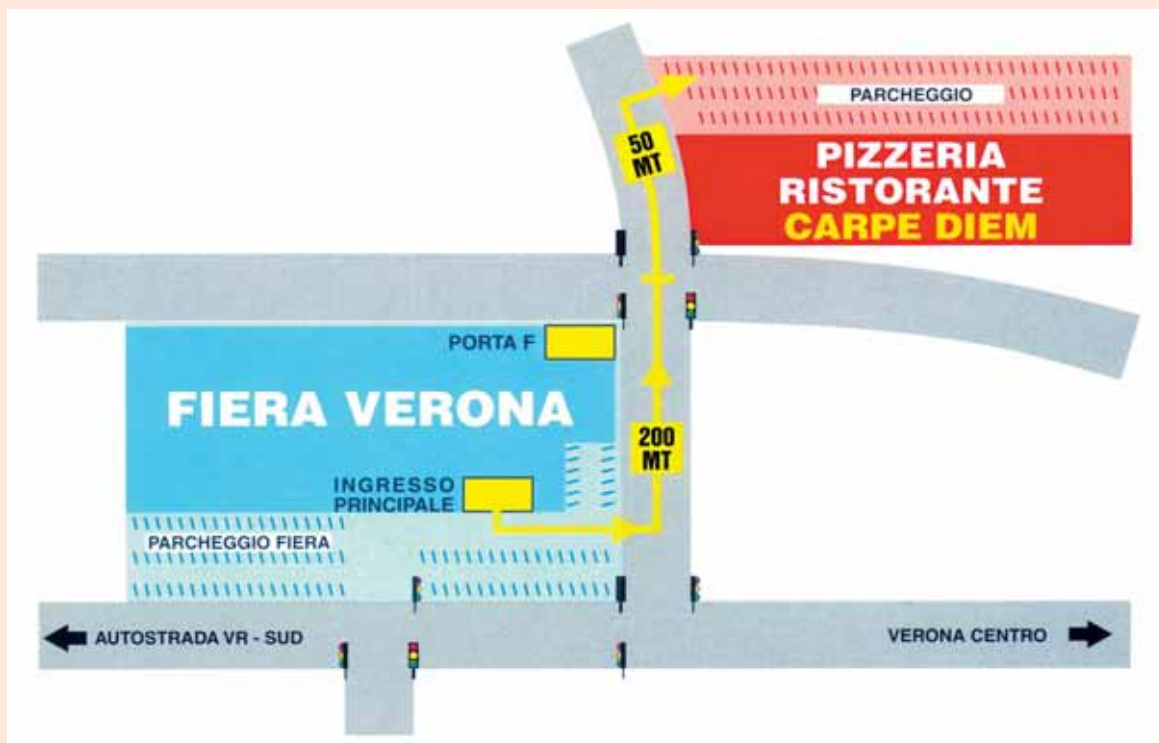 PARCHEGGIO
50
MT
PIZZERIA
RISTORANTE
CARPE DIEM
PORTA F
FIERA VERONA
200
MT
INGRESSO
PRINCIPALE
PARCHEGGIO FIERA
AUTOSTRADA VR - SUD
VERONA CENTRO